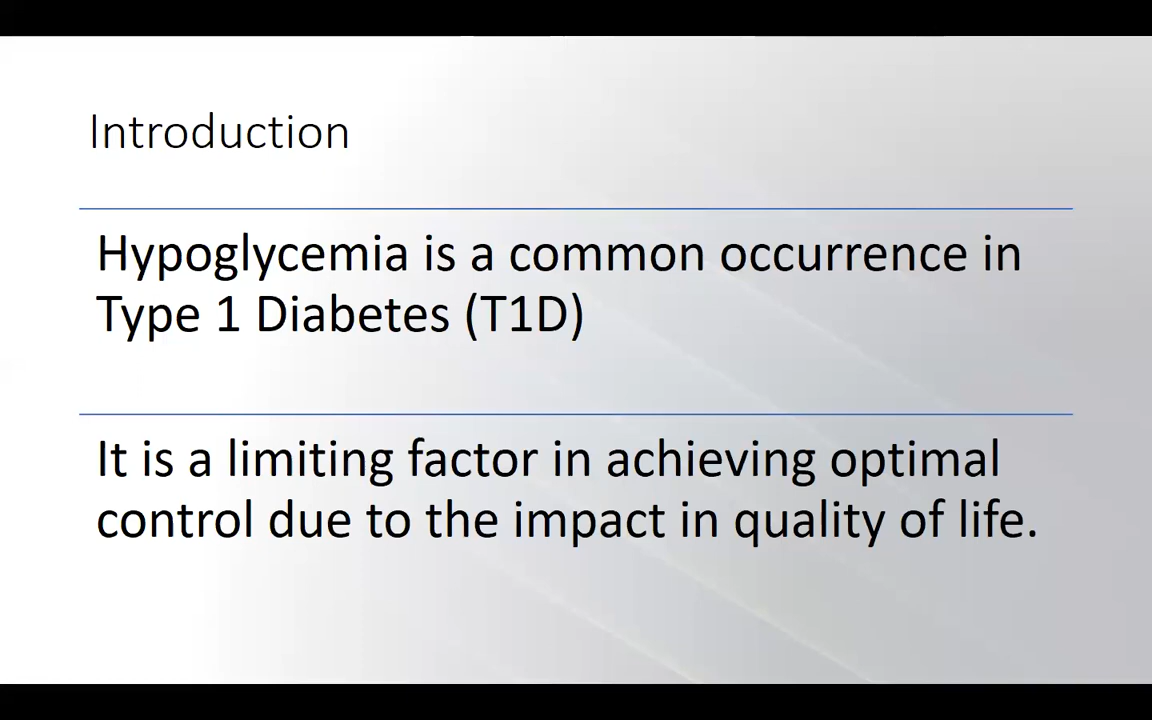 Introduction
Hypoglycemia is a common occurrence in
Type 1 Diabetes (T1D)
It is a limiting factor in achieving optimal
control due to the impact in quality of life.